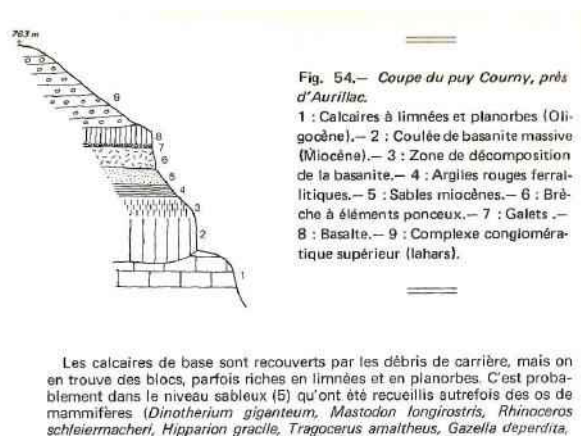 763 m
9
8
7
6
5
4
3
2
1
Fig. 54.— Coupe du puy Courny, près
d'Aurillac.
1 : Calcaires à limnées et planorbes (Oli-
gocène).— 2 : Coulée de basanite massive
(Miocène).— 3 : Zone de décomposition
de la basanite.— 4 : Argiles rouges ferral-
litiques.— 5 : Sables miocènes.— 6 : Brè-
che à éléments ponceux.— 7 : Galets .—
8 : Basalte.— 9 : Complexe congloméra-
tique supérieur (lahars).
Les calcaires de base sont recouverts par les débris de carrière, mais on
en trouve des blocs, parfois riches en limnées et en planorbes. C'est proba-
blement dans le niveau sableux (5) qu'ont été recueillis autrefois des os de
mammifères (Dinotherium giganteum, Mastodon longirostris, Rhinoceros
schleiermacheri, Hipparion gracile, Tragocerus amaltheus, Gazella deperdita,